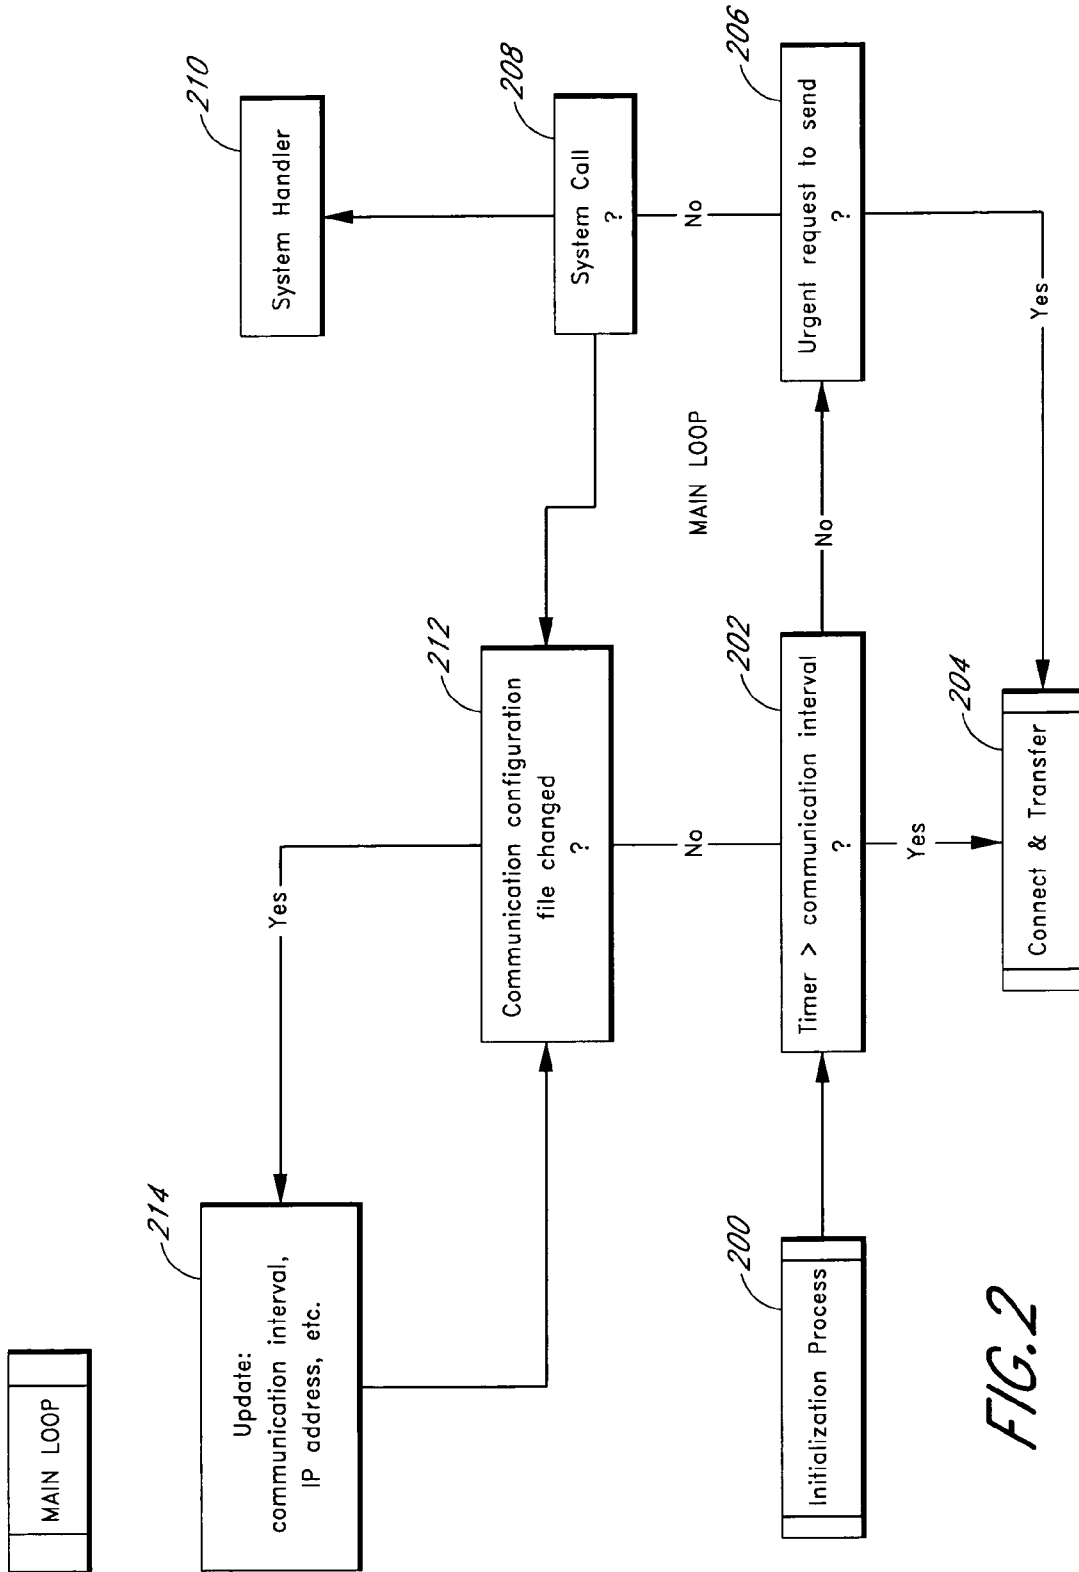 MAIN LOOP
214
Update:
communication interval,
IP address, etc.
Yes
210
System Handler
212
Communication configuration
file changed
?
208
System Call
?
No
No
MAIN LOOP
200
Initialization Process
202
Timer > communication interval
?
No
206
Urgent request to send
?
Yes
Yes
204
Connect & Transfer
FIG. 2